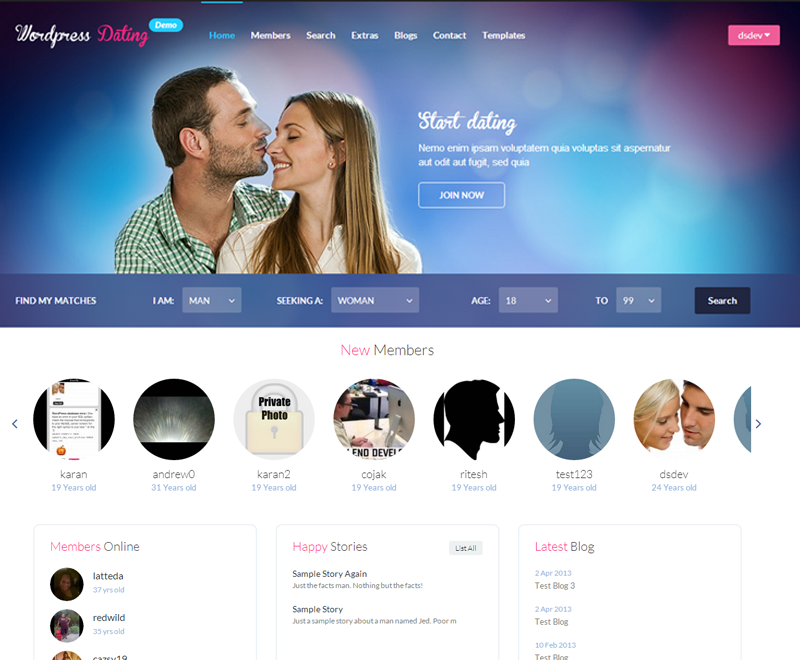 Wordpress Dating
Demo
Home Members Search Extras Blogs Contact Templates
dsdev
Start dating
Nemo enim ipsam voluptatem quia voluptas sit aspernatur
aut odit aut fugit, sed quia
JOIN NOW
FIND MY MATCHES I AM: MAN SEEKING A: WOMAN AGE: 18 TO 99 Search
New Members
Private
Photo
END DEVEL
karan andrew0 karan2 cojak ritesh test123 dsdev
19 Years old 31 Years old 19 Years old 19 Years old 19 Years old 19 Years old 24 Years old
Members Online
latteda
37 yrs old
redwild
35 yrs old
cazsy19
Happy Stories
List All
Sample Story Again
Just the facts man. Nothing but the facts!
Sample Story
Just a sample story about a man named Jed. Poor m
Latest Blog
2 Apr 2013
Test Blog 3
2 Apr 2013
Test Blog
10 Feb 2013
Test Blog